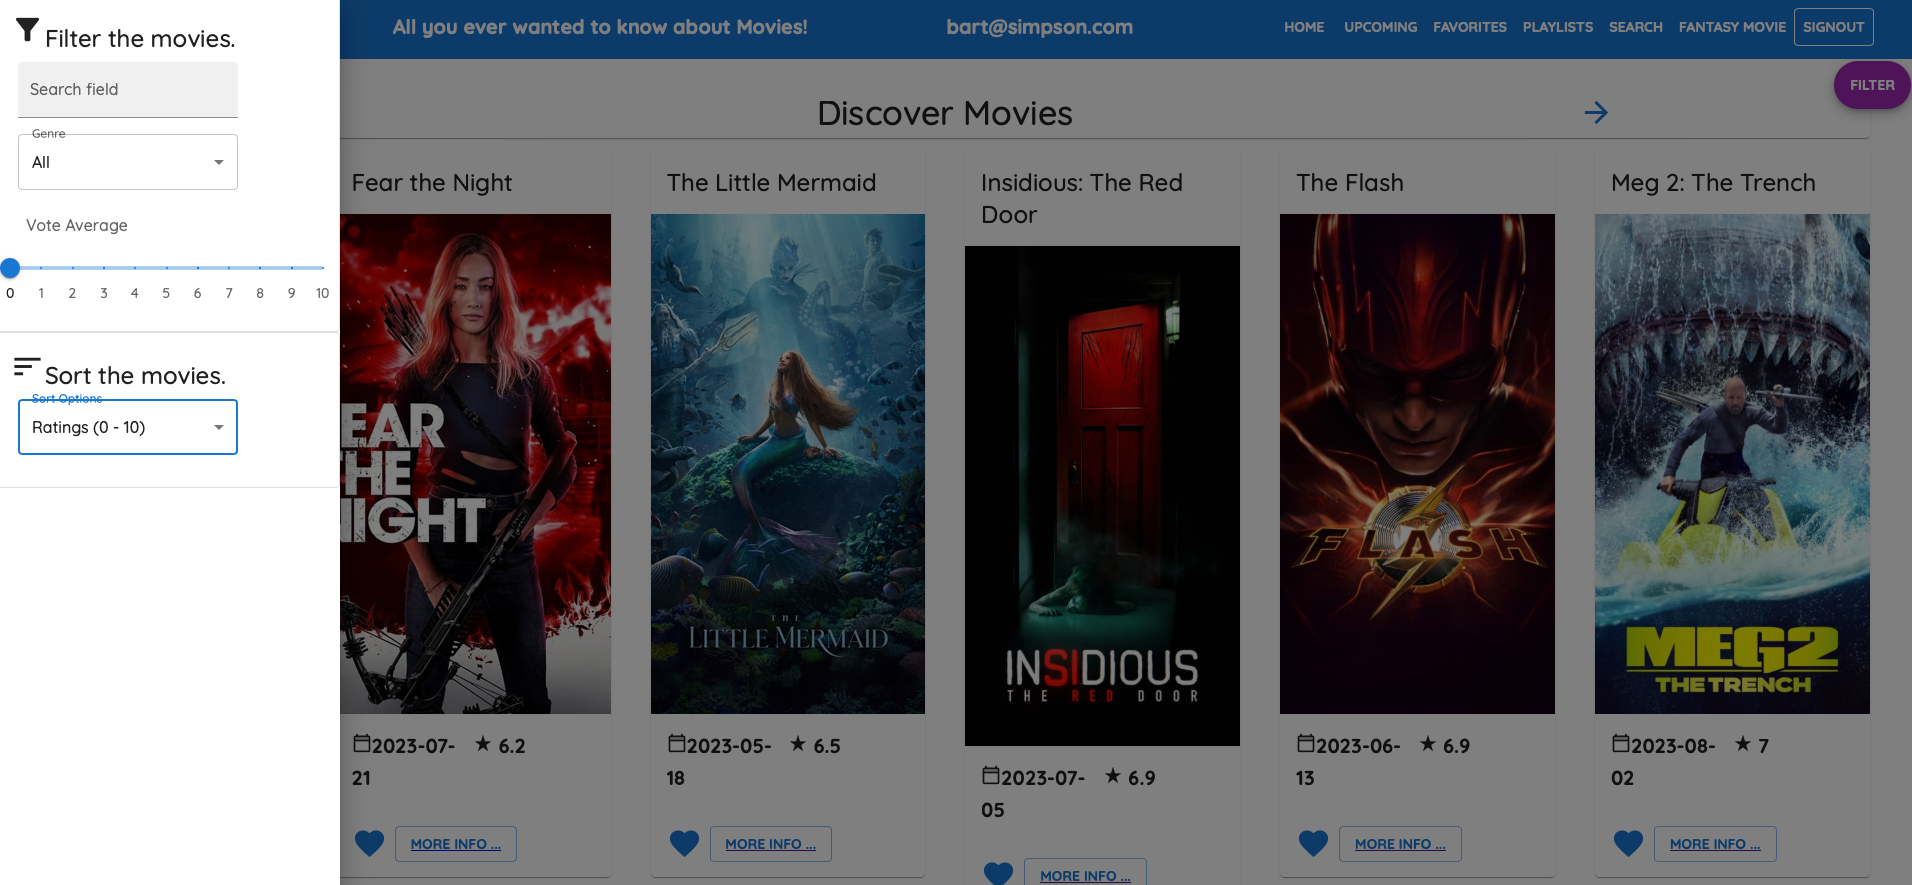 Filter the movies.
Search field
Genre
All
Vote Average
0 1 2 3 4 5 6 7 8 9 10
Sort the movies.
Sort Options
Ratings (0 - 10)
All you ever wanted to know about Movies!
bart@simpson.com
HOME UPCOMING FAVORITES PLAYLISTS SEARCH FANTASY MOVIE SIGNOUT
FILTER
Discover Movies
Fear the Night
EAR
THE
IGHT
2023-07-
21
6.2
MORE INFO ...
The Little Mermaid
THE
LITTLE MERMAID
2023-05-
18
6.5
MORE INFO ...
Insidious: The Red
Door
INSIDIOUS
THE RED DOOR
2023-07-
05
6.9
MORE INFO ...
The Flash
FLASH
2023-06-
13
6.9
MORE INFO ...
Meg 2: The Trench
MEG2
THE TRENCH
2023-08-
02
7
MORE INFO ...